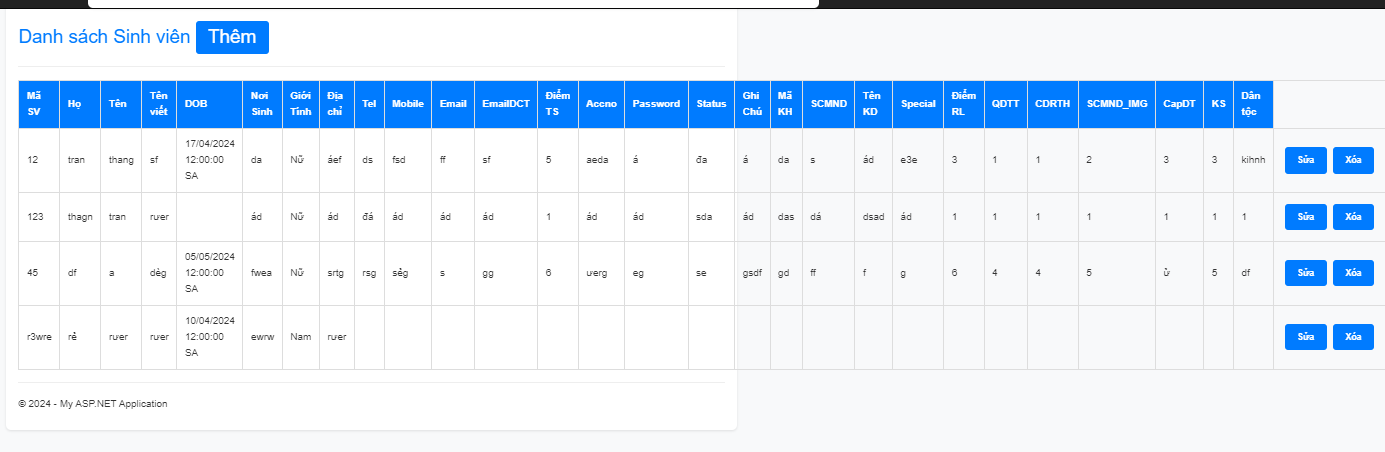 Danh sách Sinh viên Thêm
Mã SV Họ Tên Tên viết DOB Nơi Sinh Giới Tính Địa chỉ Tel Mobile Email EmailDCT Điểm TS Accno Password Status Ghi Chú Mã KH SCMND Tên KD Special Điểm RL QDTT CDRTH SCMND_IMG CapDT KS Dân tộc
12 tran thang sf 17/04/2024 12:00:00 SA da Nữ áef ds fsd ff sf 5 aeda á đa á da s ád e3e 3 1 1 2 3 3 kihnh Sửa Xóa
123 thagn tran rưer ád Nữ ád đá ád ád ád 1 ád ád sda ád das dá dsad ád 1 1 1 1 1 1 1 Sửa Xóa
45 df a dèg 05/05/2024 12:00:00 SA fwea Nữ srtg rsg sẻg s gg 6 ưerg eg se gsdf gd ff f g 6 4 4 5 ử 5 df Sửa Xóa
r3wre rẻ rưer rưer 10/04/2024 12:00:00 SA ewrw Nam rưer Sửa Xóa
© 2024 - My ASP.NET Application